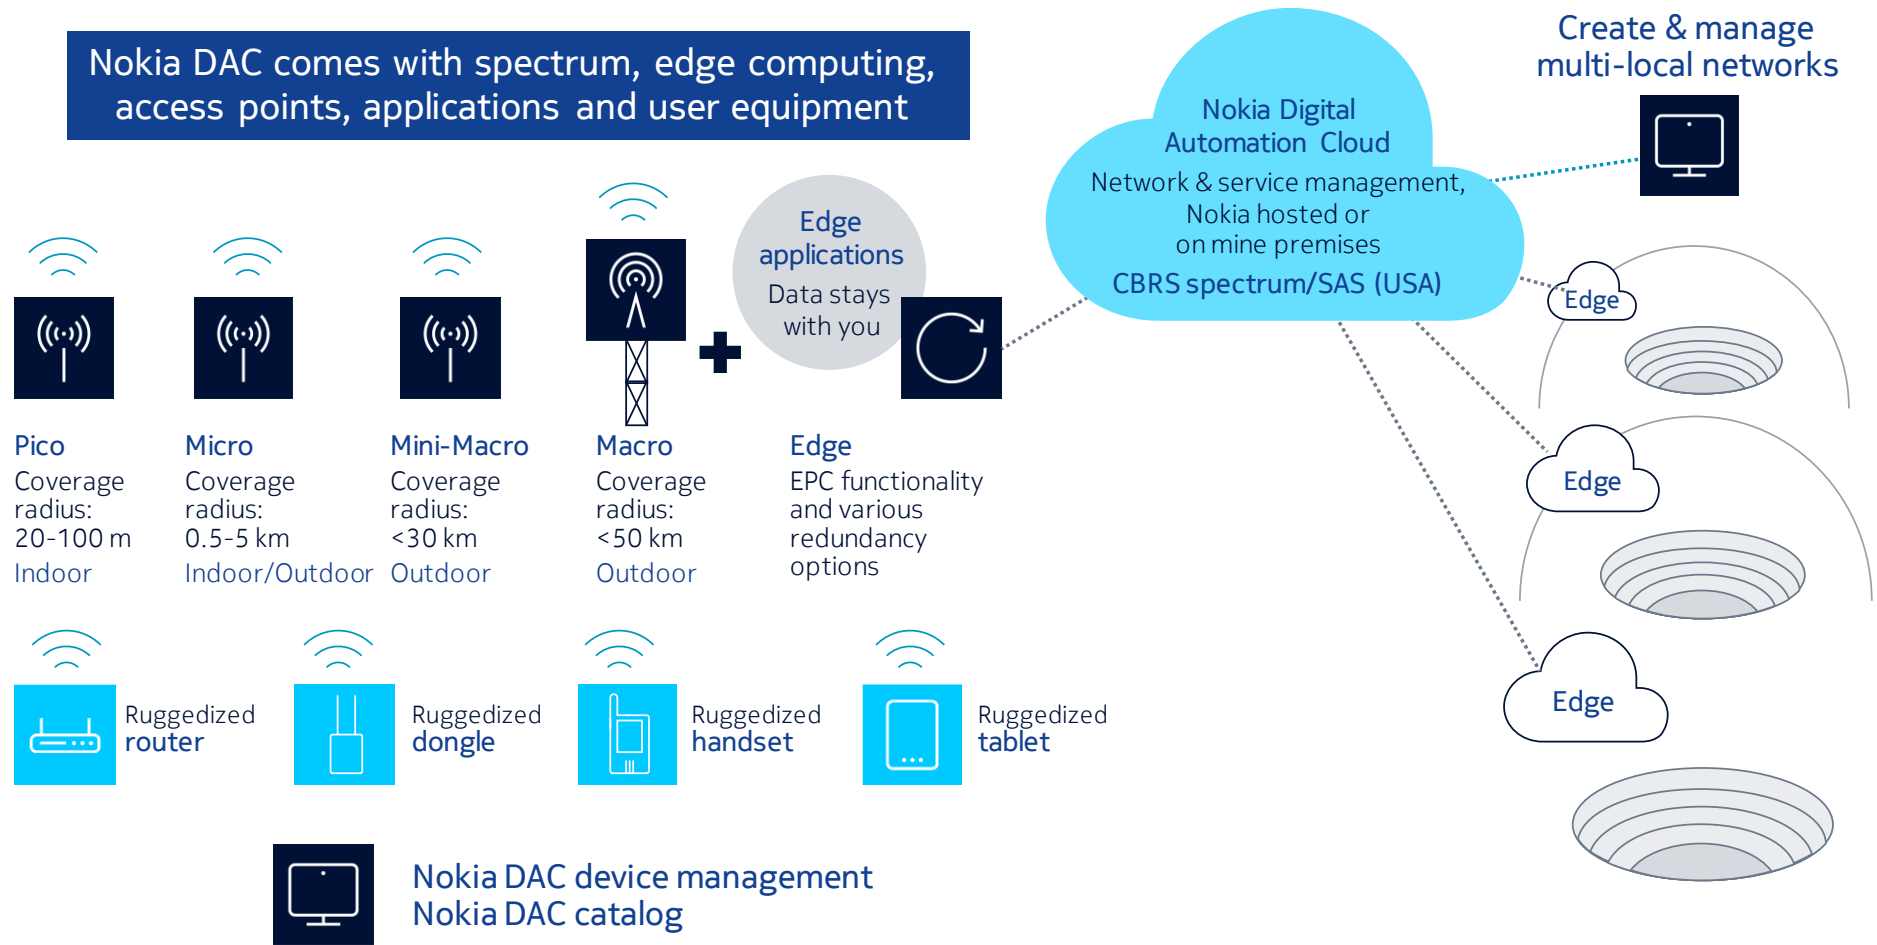 Nokia DAC comes with spectrum, edge computing,
access points, applications and user equipment
Create & manage
multi-local networks
Nokia Digital
Automation Cloud
Network & service management,
Nokia hosted or
on mine premises
CBRS spectrum/SAS (USA)
Edge
applications
Data stays
with you
Edge
Edge
Edge
Pico
Coverage
radius:
20-100 m
Indoor
Micro
Coverage
radius:
0.5-5 km
Indoor/Outdoor
Mini-Macro
Coverage
radius:
<30 km
Outdoor
Macro
Coverage
radius:
<50 km
Outdoor
Edge
EPC functionality
and various
redundancy
options
Ruggedized
router
Ruggedized
dongle
Ruggedized
handset
Ruggedized
tablet
Nokia DAC device management
Nokia DAC catalog